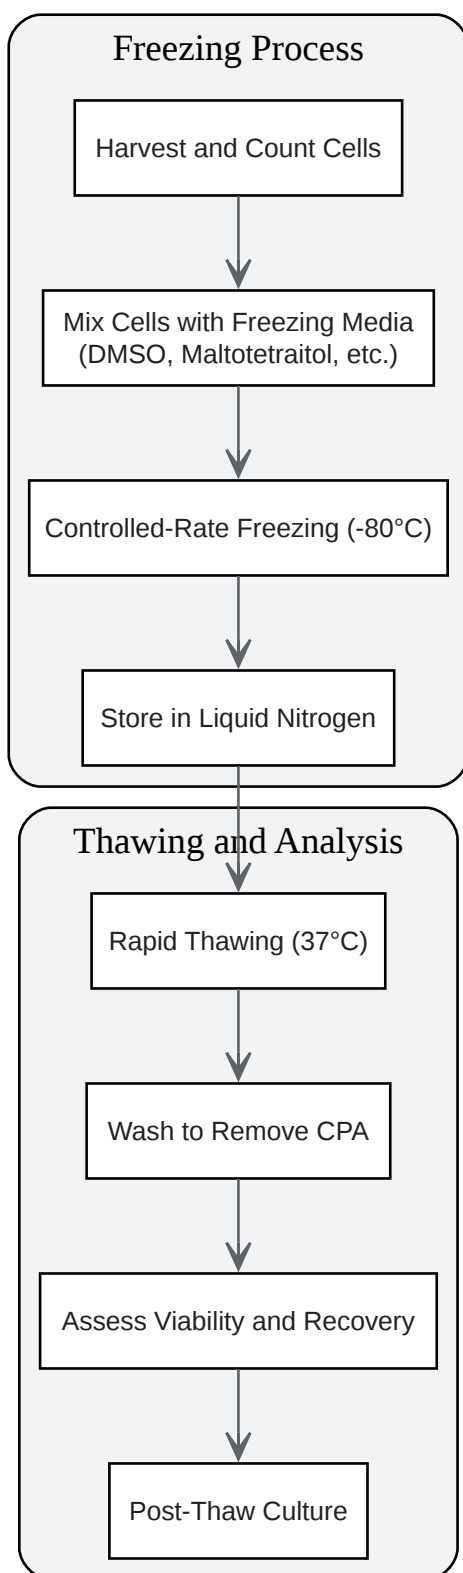 Freezing Process
Harvest and Count Cells
Mix Cells with Freezing Media
(DMSO, Maltotetraitol, etc.)
Controlled-Rate Freezing (-80°C)
Store in Liquid Nitrogen
Thawing and Analysis
Rapid Thawing (37°C)
Wash to Remove CPA
Assess Viability and Recovery
Post-Thaw Culture